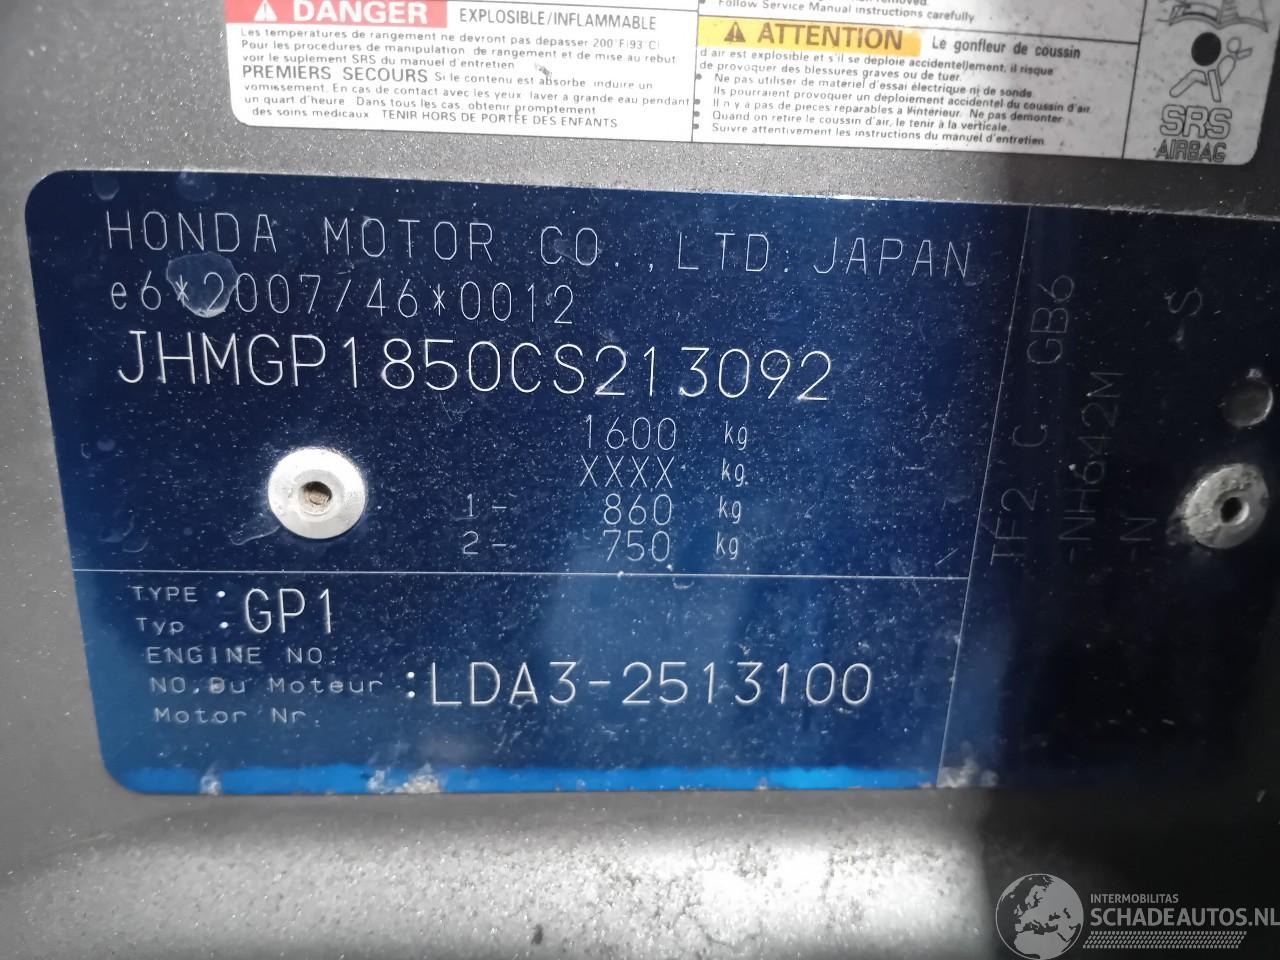 DANGER EXPLOSIBLE/INFLAMMABLE
Les temperatures de rangement ne devront pas depasser 200°F(93°C)
Pour les procedures de manipulation, de rangement et de mise au rebut
voir le suplement SRS du manuel d'entretien
PREMIERS SECOURS Si le contenu est absorbe induire un
vomissement. En cas de contact avec les yeux laver a grande eau pendant
un quart d'heure Dans tous les cas, obtenir promptement
des soins medicaux TENIR HORS DE PORTÉE DES ENFANTS
Follow Service Manual instructions carefully
ATTENTION Le gonfleur de coussin
d'air est explosible et s'il se deploie accidentellement, il risque
de provoquer des blessures graves ou de tuer.
• Ne pas utiliser de materiel d'essai électrique ni de sonde
Ils pourraient provoquer un deploiement accidentel du coussin d'air
• Il n'y a pas de pieces reparables a l'intérieur. Ne pas demonter
• Quand on retire le coussin d'air, le tenir à la verticale.
• Suivre attentivement les instructions du manuel d'entretien
SRS
AIRBAG
HONDA MOTOR CO.,LTD. JAPAN
e6*2007/46*0012
JHMGP1850CS213092
1600 kg
XXXX kg.
1- 860 kg
2- 750 kg
TYPE :
Typ : GP1
ENGINE NO.
NO.Du Moteur : LDA3-2513100
Motor Nr.
TF2 C GB6
-NH642M -S
-N
INTERMOBILITAS
SCHADEAUTOS.NL